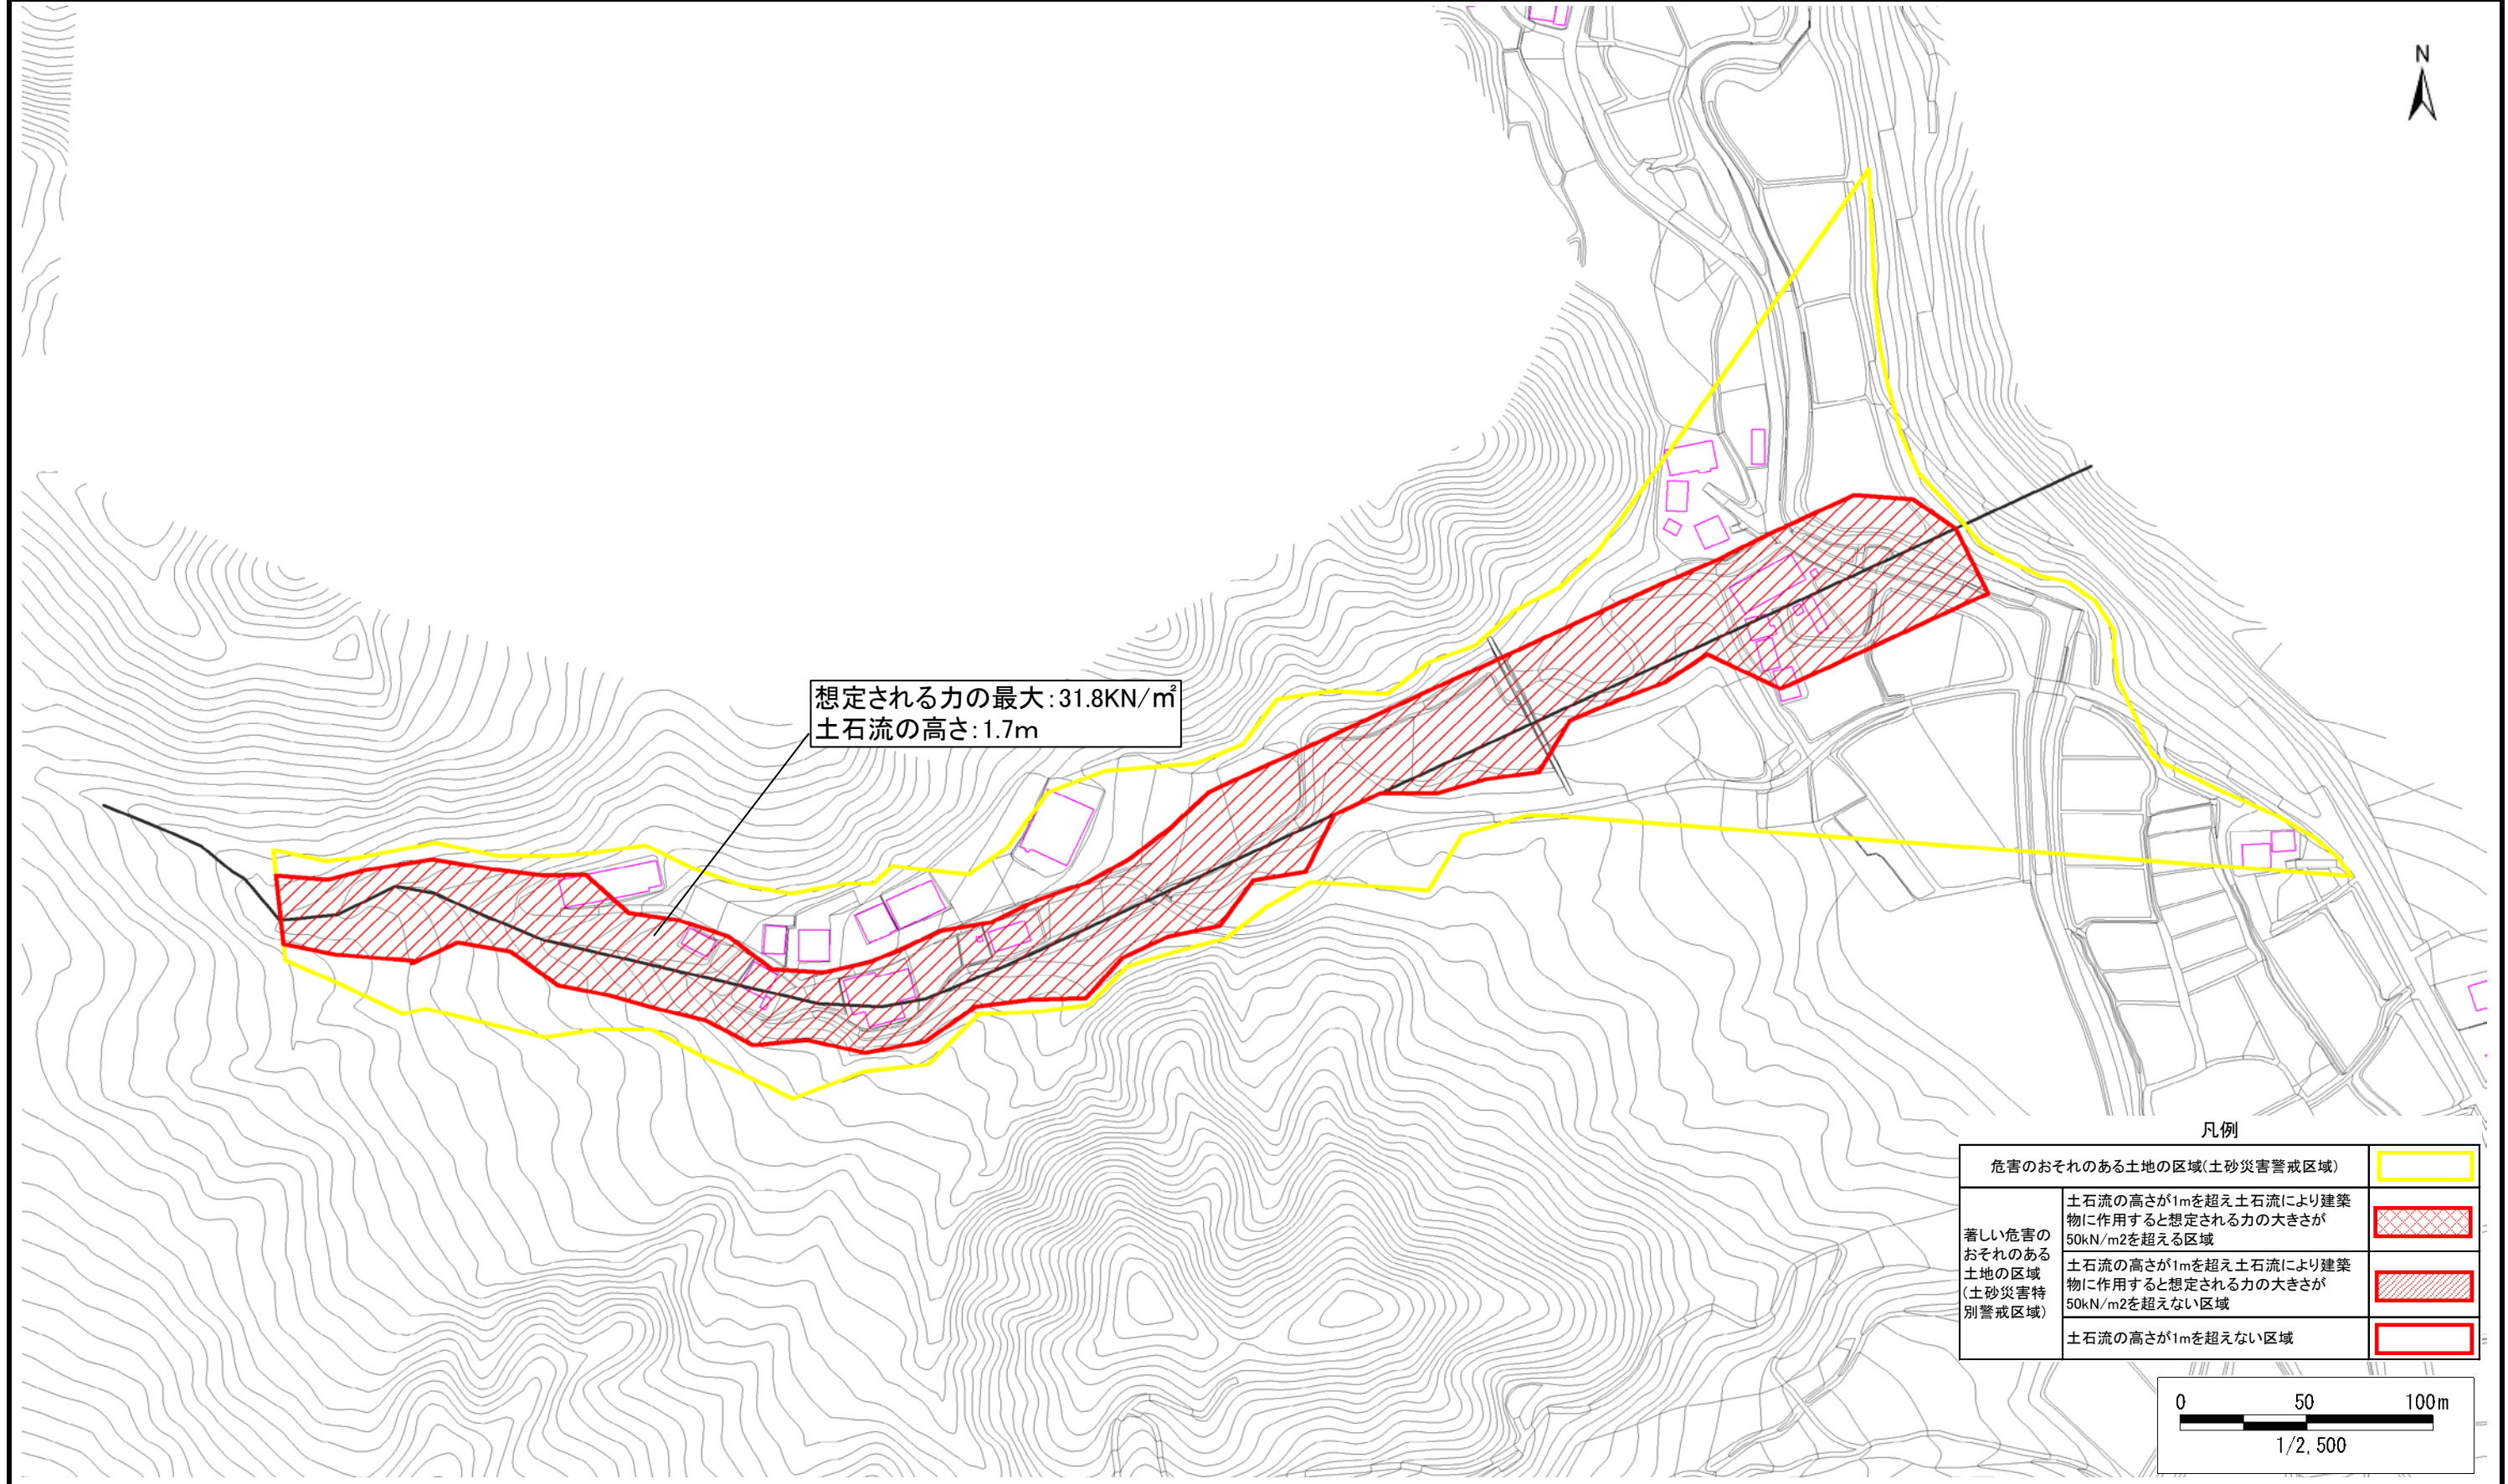 N
想定される力の最大:31.8KN/㎡
土石流の高さ:1.7m
凡例
危害のおそれのある土地の区域(土砂災害警戒区域)
著しい危害の
おそれのある
土地の区域
(土砂災害特
別警戒区域)
土石流の高さが1mを超え土石流により建築
物に作用すると想定される力の大きさが
50kN/m2を超える区域
土石流の高さが1mを超え土石流により建築
物に作用すると想定される力の大きさが
50kN/m2を超えない区域
土石流の高さが1mを超えない区域
0 50 100m
1/2,500